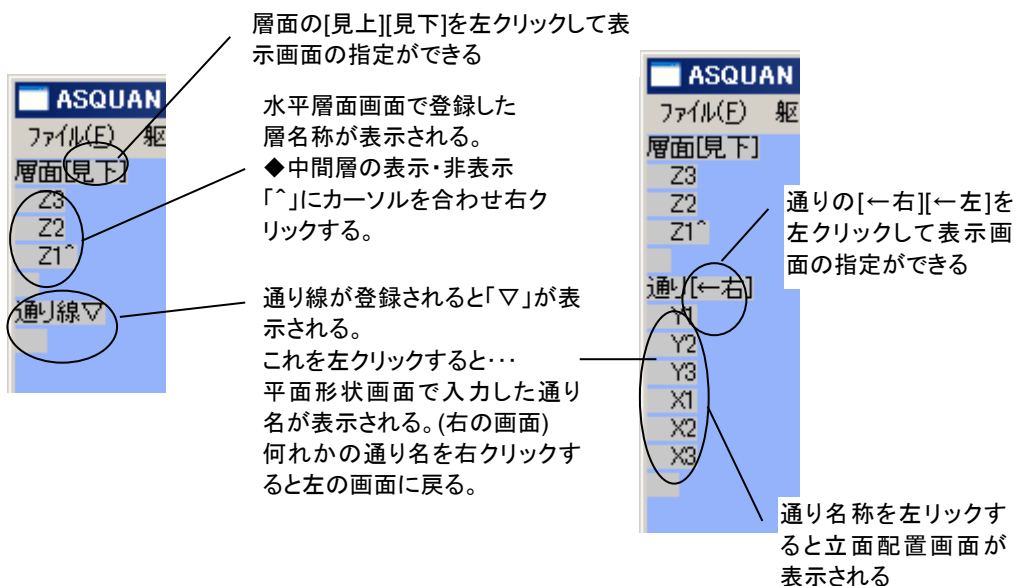 層面の[見上][見下]を左クリックして表
示画面の指定ができる
ASQUAN
ファイル(F) 躯
層面[見下]
Z3
Z2
Z1^
通り線▽
水平層面画面で登録した
層名称が表示される。
◆中間層の表示・非表示
「^」にカーソルを合わせ右ク
リックする。
通り線が登録されると「▽」が表
示される。
これを左クリックすると･･･
平面形状画面で入力した通り
名が表示される。(右の画面)
何れかの通り名を右クリックす
ると左の画面に戻る。
ASQUAN
ファイル(F) 躯
層面[見下]
Z3
Z2
Z1^
通り[←右]
Y1
Y2
Y3
X1
X2
X3
通りの[←右][←左]を
左クリックして表示画
面の指定ができる
通り名称を左リックす
ると立面配置画面が
表示される